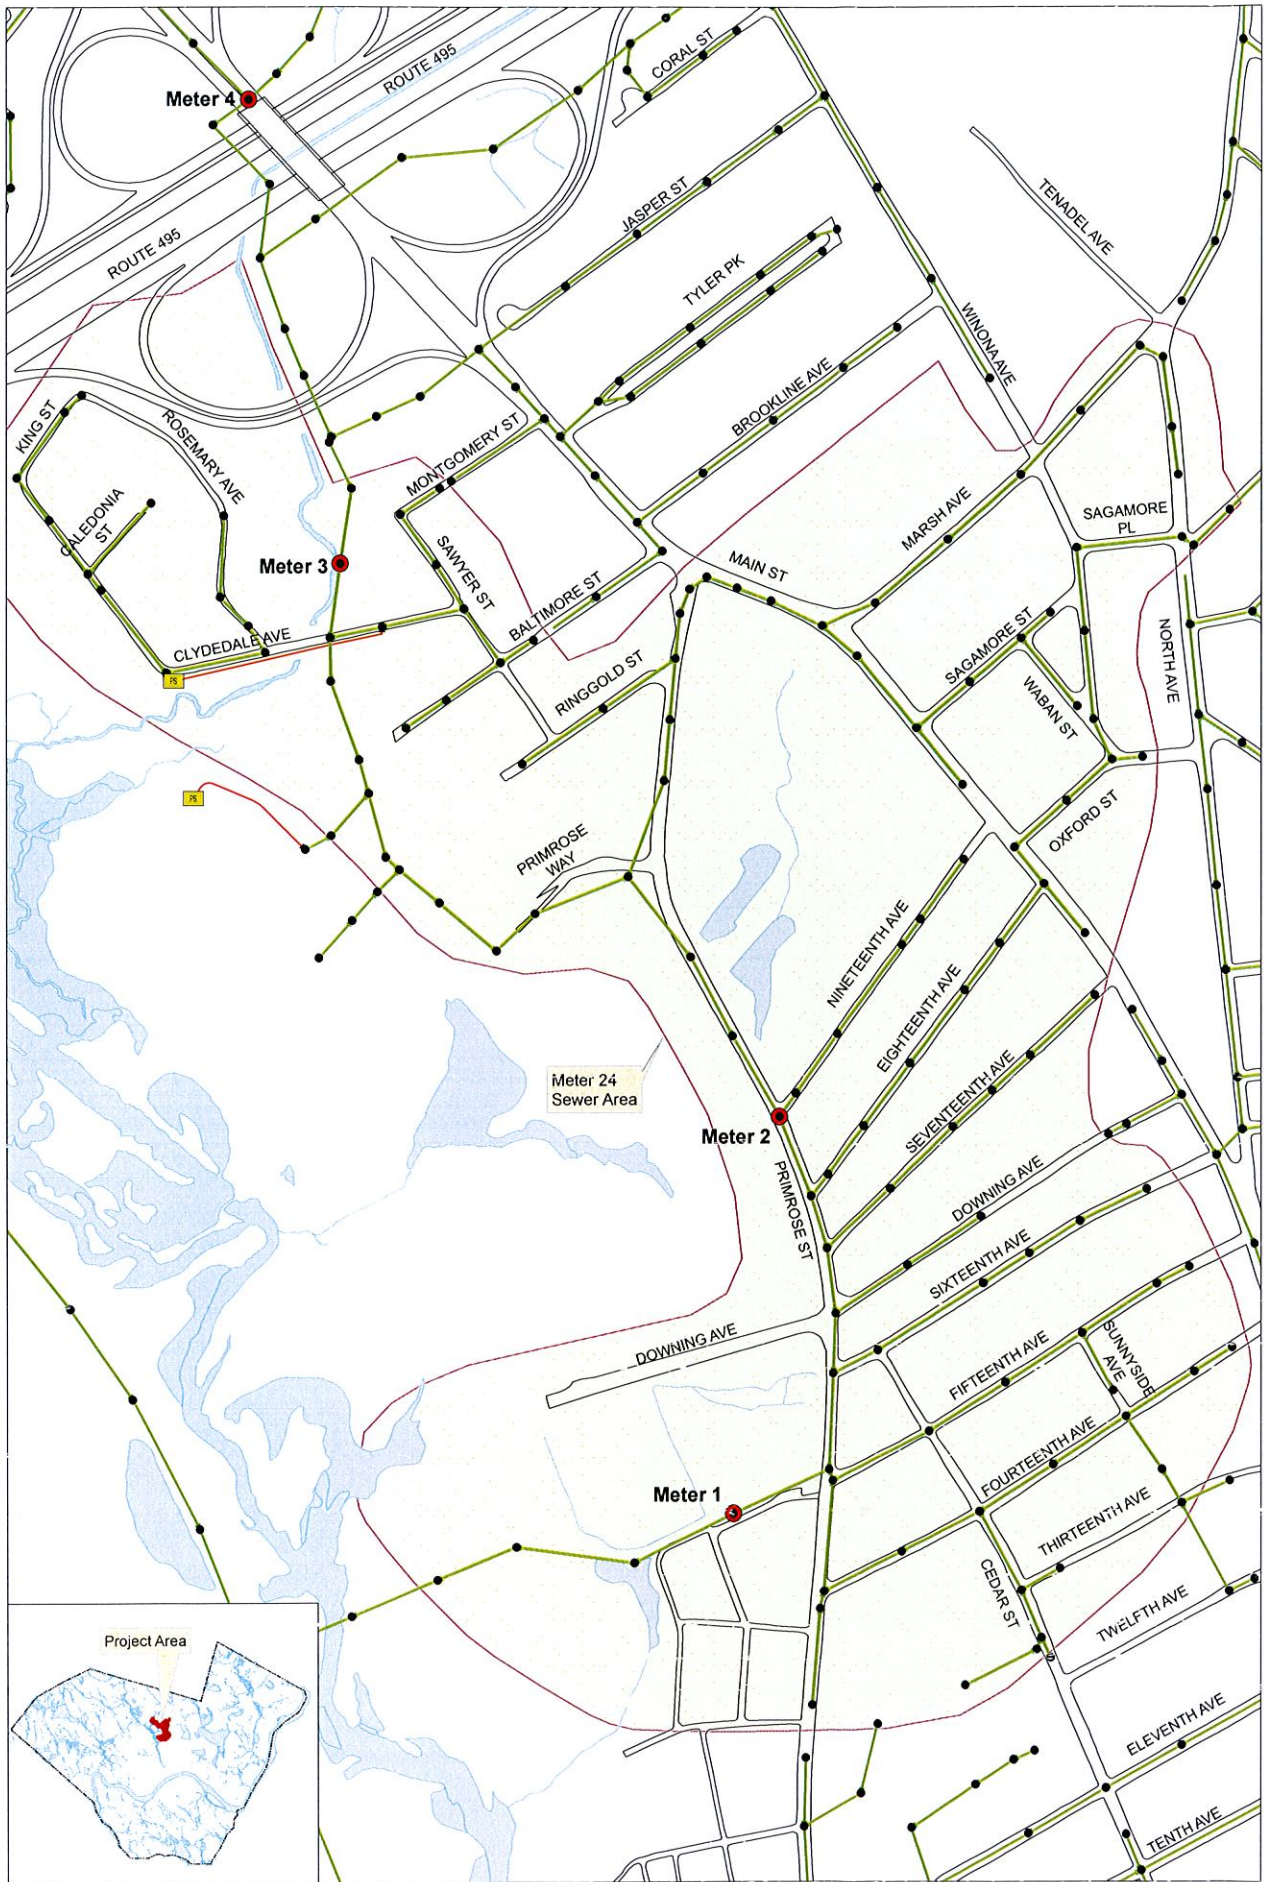 CORAL ST
ROUTE 495
Meter 4
JASPER ST
TENADEL AVE
ROUTE 495
TYLER PK
WINONA AVE
BROOKLINE AVE
KING ST
ROSEMARY AVE
MONTGOMERY ST
CALEDONIA
ST
MARSH AVE
SAGAMORE
PL
Meter 3
SAWYER ST
MAIN ST
BALTIMORE ST
CLYDEDALE AVE
SAGAMORE ST
NORTH AVE
PS
RINGGOLD ST
WABAN ST
PS
OXFORD ST
PRIMROSE
WAY
NINETEENTH AVE
EIGHTEENTH AVE
Meter 24
Sewer Area
SEVENTEENTH AVE
Meter 2
PRIMROSE ST
DOWNING AVE
SIXTEENTH AVE
DOWNING AVE
FIFTEENTH AVE
SUNNYSIDE
AVE
FOURTEENTH AVE
Meter 1
THIRTEENTH AVE
CEDAR ST
TWELFTH AVE
Project Area
ELEVENTH AVE
TENTH AVE